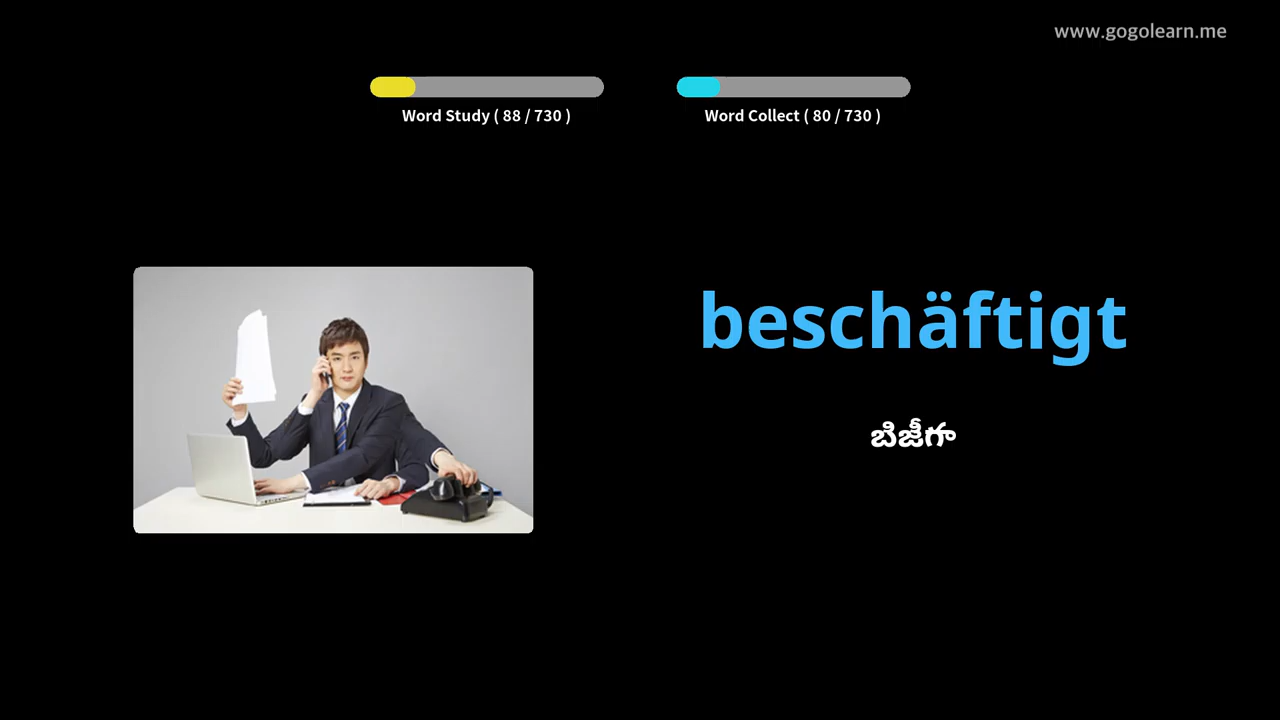 www.gogolearn.me
Word Study ( 88 / 730 )
Word Collect ( 80 / 730 )
beschäftigt
బిజీగా